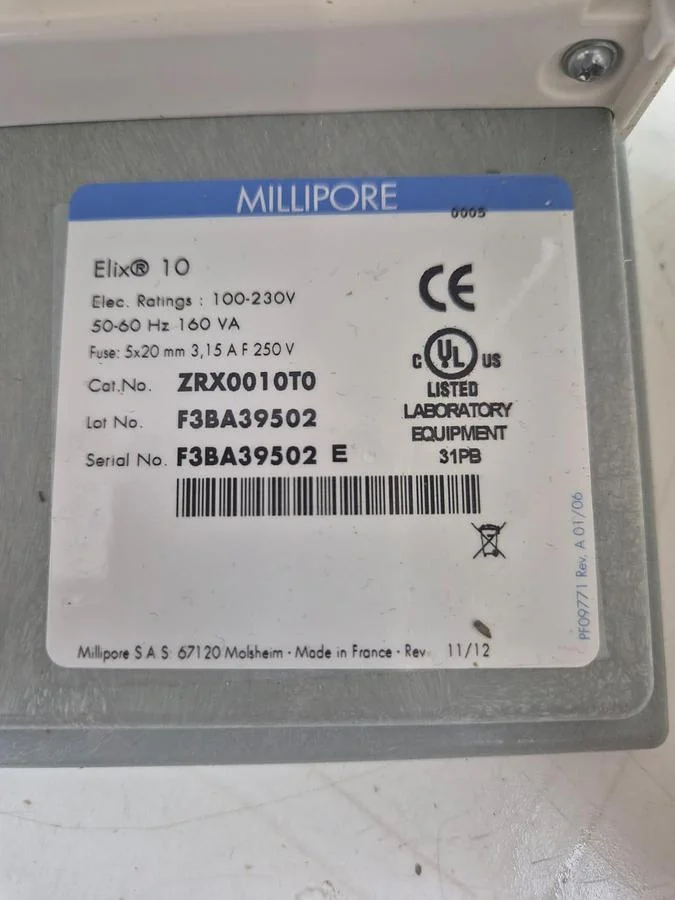 MILLIPORE
0005
Elix® 10
Elec. Ratings : 100-230V
50-60 Hz 160 VA
Fuse: 5x20 mm 3,15 A F 250 V
Cat.No. ZRX0010T0
Lot No. F3BA39502
Serial No. F3BA39502 E
CE
C UL US
LISTED
LABORATORY
EQUIPMENT
31PB
PF09771 Rev. A 01/06
Millipore S A S 67120 Molsheim - Made in France - Rev. 11/12